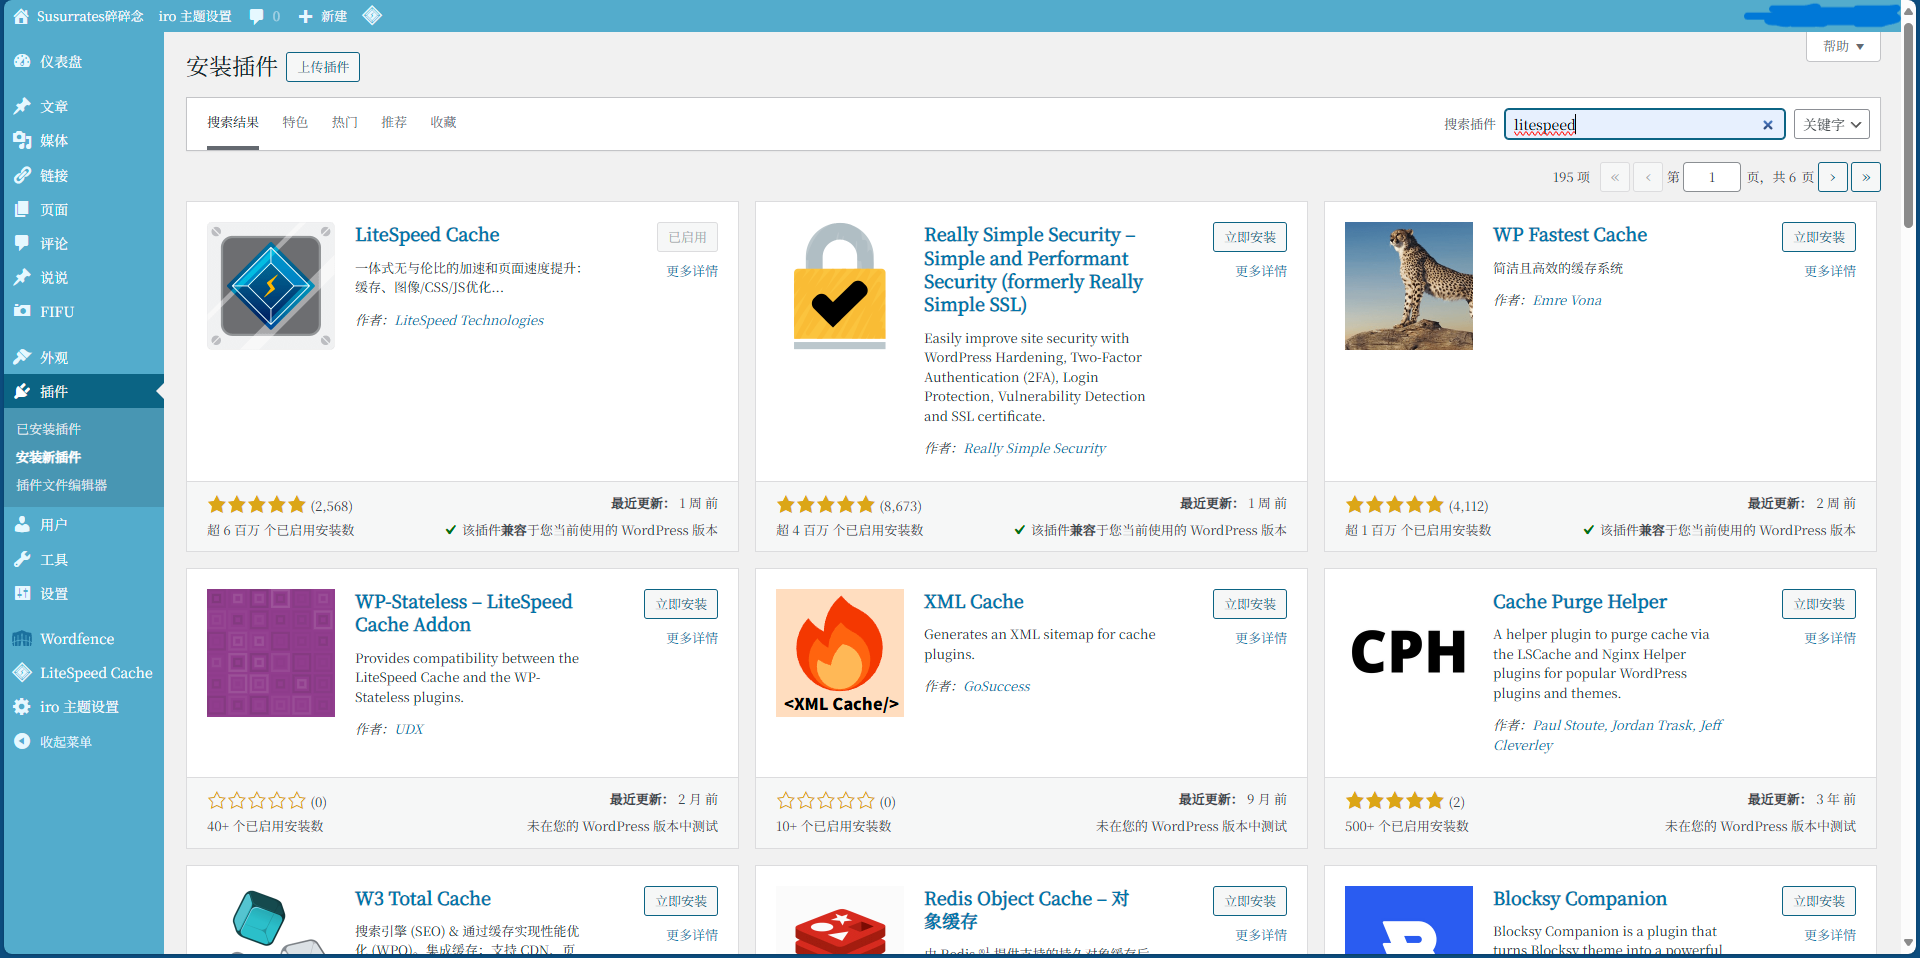 Susurrates碎碎念 iro 主题设置 0 新建
帮助
仪表盘
文章
媒体
链接
页面
评论
说说
FIFU
外观
插件
已安装插件
安装新插件
插件文件编辑器
用户
工具
设置
Wordfence
LiteSpeed Cache
iro 主题设置
收起菜单
安装插件 上传插件
搜索结果 特色 热门 推荐 收藏
搜索插件 litespeed 关键字
195 项 « ‹ 第 1 页，共 6 页 › »
LiteSpeed Cache
已启用
更多详情
一体式无与伦比的加速和页面速度提升：
缓存、图像/CSS/JS优化...
作者：LiteSpeed Technologies
(2,568)
最近更新： 1 周 前
超 6 百万 个已启用安装数
该插件兼容于您当前使用的 WordPress 版本
Really Simple Security –
Simple and Performant
Security (formerly Really
Simple SSL)
立即安装
更多详情
Easily improve site security with
WordPress Hardening, Two-Factor
Authentication (2FA), Login
Protection, Vulnerability Detection
and SSL certificate.
作者：Really Simple Security
(8,673)
最近更新： 1 周 前
超 4 百万 个已启用安装数
该插件兼容于您当前使用的 WordPress 版本
WP Fastest Cache
立即安装
更多详情
简洁且高效的缓存系统
作者：Emre Vona
(4,112)
最近更新： 2 周 前
超 1 百万 个已启用安装数
该插件兼容于您当前使用的 WordPress 版本
WP-Stateless – LiteSpeed
Cache Addon
立即安装
更多详情
Provides compatibility between the
LiteSpeed Cache and the WP-
Stateless plugins.
作者：UDX
(0)
最近更新： 2 月 前
40+ 个已启用安装数
未在您的 WordPress 版本中测试
<XML Cache/>
XML Cache
立即安装
更多详情
Generates an XML sitemap for cache
plugins.
作者：GoSuccess
(0)
最近更新： 9 月 前
10+ 个已启用安装数
未在您的 WordPress 版本中测试
CPH
Cache Purge Helper
立即安装
更多详情
A helper plugin to purge cache via
the LSCache and Nginx Helper
plugins for popular WordPress
plugins and themes.
作者：Paul Stoute, Jordan Trask, Jeff
Cleverley
(2)
最近更新： 3 年 前
500+ 个已启用安装数
未在您的 WordPress 版本中测试
W3 Total Cache
立即安装
更多详情
搜索引擎 (SEO) & 通过缓存实现性能优
化 (WPO)。集成缓存；支持 CDN、页
Redis Object Cache – 对
象缓存
立即安装
更多详情
由 Redis 提供支持的持久对象缓存后
Blocksy Companion
立即安装
更多详情
Blocksy Companion is a plugin that
turns Blocksy theme into a powerful